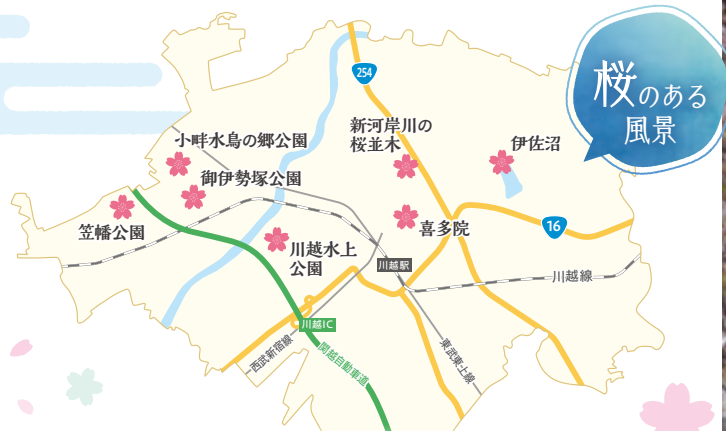 桜のある
風景
254
小畔水鳥の郷公園
新河岸川の
桜並木
伊佐沼
御伊勢塚公園
笠幡公園
喜多院
16
川越水上
公園
川越駅
川越線
川越IC
西武新宿線
関越自動車道
東武東上線